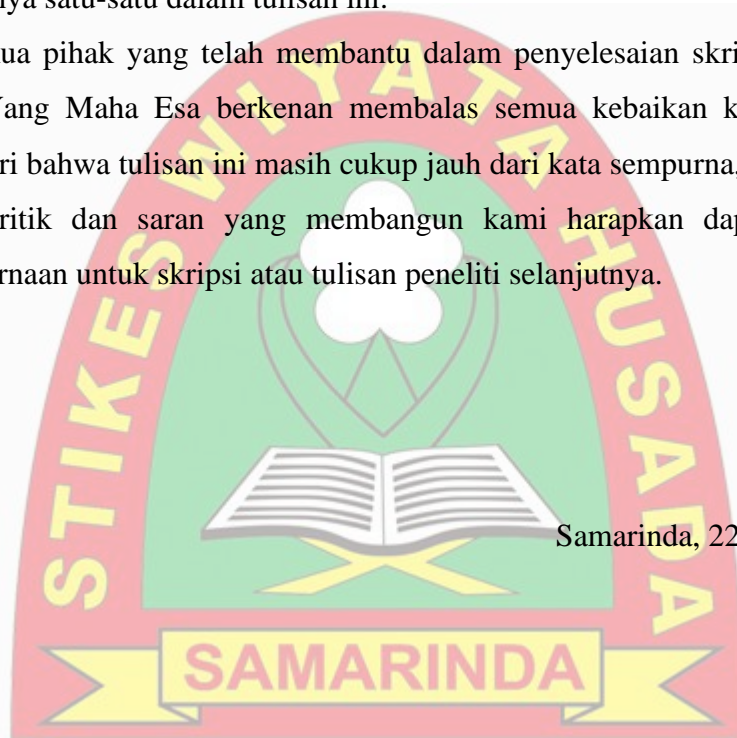 nya satu-satu dalam tulisan ini.
ua pihak yang telah membantu dalam penyelesaian skri
Yang Maha Esa berkenan membalas semua kebaikan k
ri bahwa tulisan ini masih cukup jauh dari kata sempurna,
ritik dan saran yang membangun kami harapkan dap
rnaan untuk skripsi atau tulisan peneliti selanjutnya.
Samarinda, 22
STIKES WIYATA HUSADA
SAMARINDA